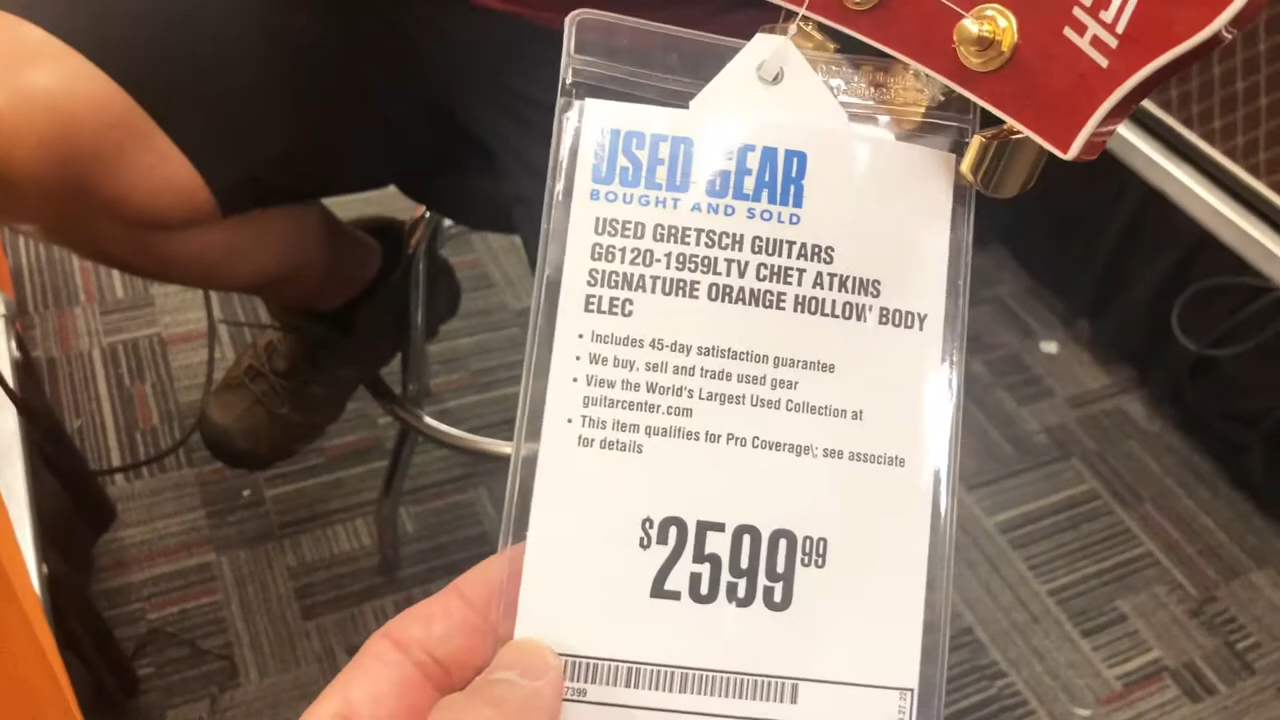 USED GEAR
BOUGHT AND SOLD
USED GRETSCH GUITARS
G6120-1959LTV CHET ATKINS
SIGNATURE ORANGE HOLLOW BODY
ELEC
• Includes 45-day satisfaction guarantee
• We buy, sell and trade used gear
• View the World's Largest Used Collection at
guitarcenter.com
• This item qualifies for Pro Coverage\; see associate
for details
$2599 99
7399